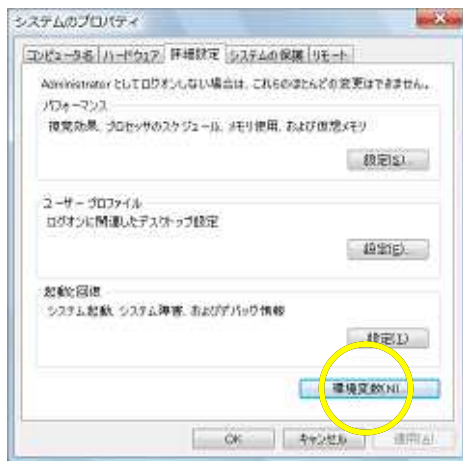 システムのプロパティ
コンピュータ名 ハードウェア 詳細設定 システムの保護 リモート
Administrator としてログオンしない場合は、これらのほとんどの変更はできません。
パフォーマンス
視覚効果、プロセッサのスケジュール、メモリ使用、および仮想メモリ
設定(S)...
ユーザー プロファイル
ログオンに関連したデスクトップ設定
設定(E)...
起動と回復
システム起動、システム障害、およびデバッグ情報
設定(T)...
環境変数(N)...
OK キャンセル 適用(A)